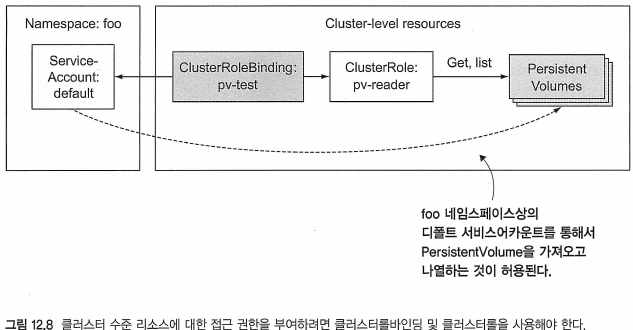 Namespace: foo
Service-
Account:
default
Cluster-level resources
ClusterRoleBinding:
pv-test
ClusterRole:
pv-reader
Get, list
Persistent
Volumes
foo 네임스페이스상의
디폴트 서비스어카운트를 통해서
PersistentVolume을 가져오고
나열하는 것이 허용된다.
그림 12.8 클러스터 수준 리소스에 대한 접근 권한을 부여하려면 클러스터롤바인딩 및 클러스터롤을 사용해야 한다.